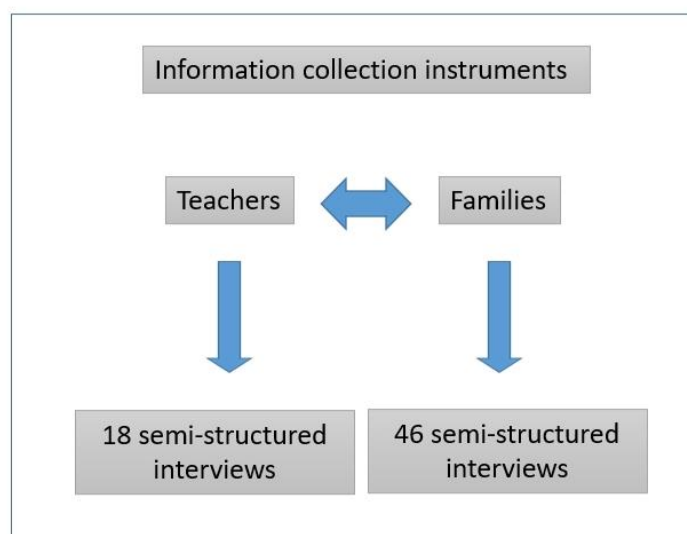 Information collection instruments
Teachers
Families
18 semi-structured
interviews
46 semi-structured
interviews